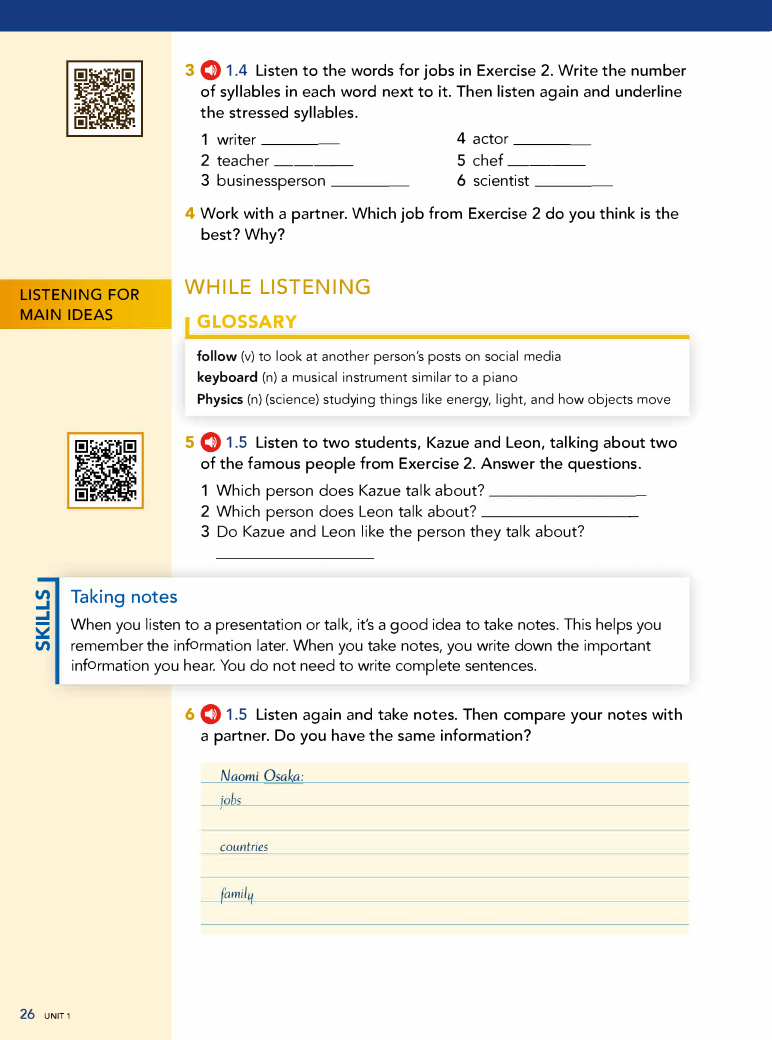 3 1.4 Listen to the words for jobs in Exercise 2. Write the number
of syllables in each word next to it. Then listen again and underline
the stressed syllables.
1 writer
2 teacher
3 businessperson
4 actor
5 chef
6 scientist
4 Work with a partner. Which job from Exercise 2 do you think is the
best? Why?
LISTENING FOR
MAIN IDEAS
WHILE LISTENING
GLOSSARY
follow (v) to look at another person's posts on social media
keyboard (n) a musical instrument similar to a piano
Physics (n) (science) studying things like energy, light, and how objects move
5 1.5 Listen to two students, Kazue and Leon, talking about two
of the famous people from Exercise 2. Answer the questions.
1 Which person does Kazue talk about?
2 Which person does Leon talk about?
3 Do Kazue and Leon like the person they talk about?
SKILLS
Taking notes
When you listen to a presentation or talk, it's a good idea to take notes. This helps you
remember the information later. When you take notes, you write down the important
information you hear. You do not need to write complete sentences.
6 1.5 Listen again and take notes. Then compare your notes with
a partner. Do you have the same information?
Naomi Osaka:
jobs
countries
family
26 UNIT 1